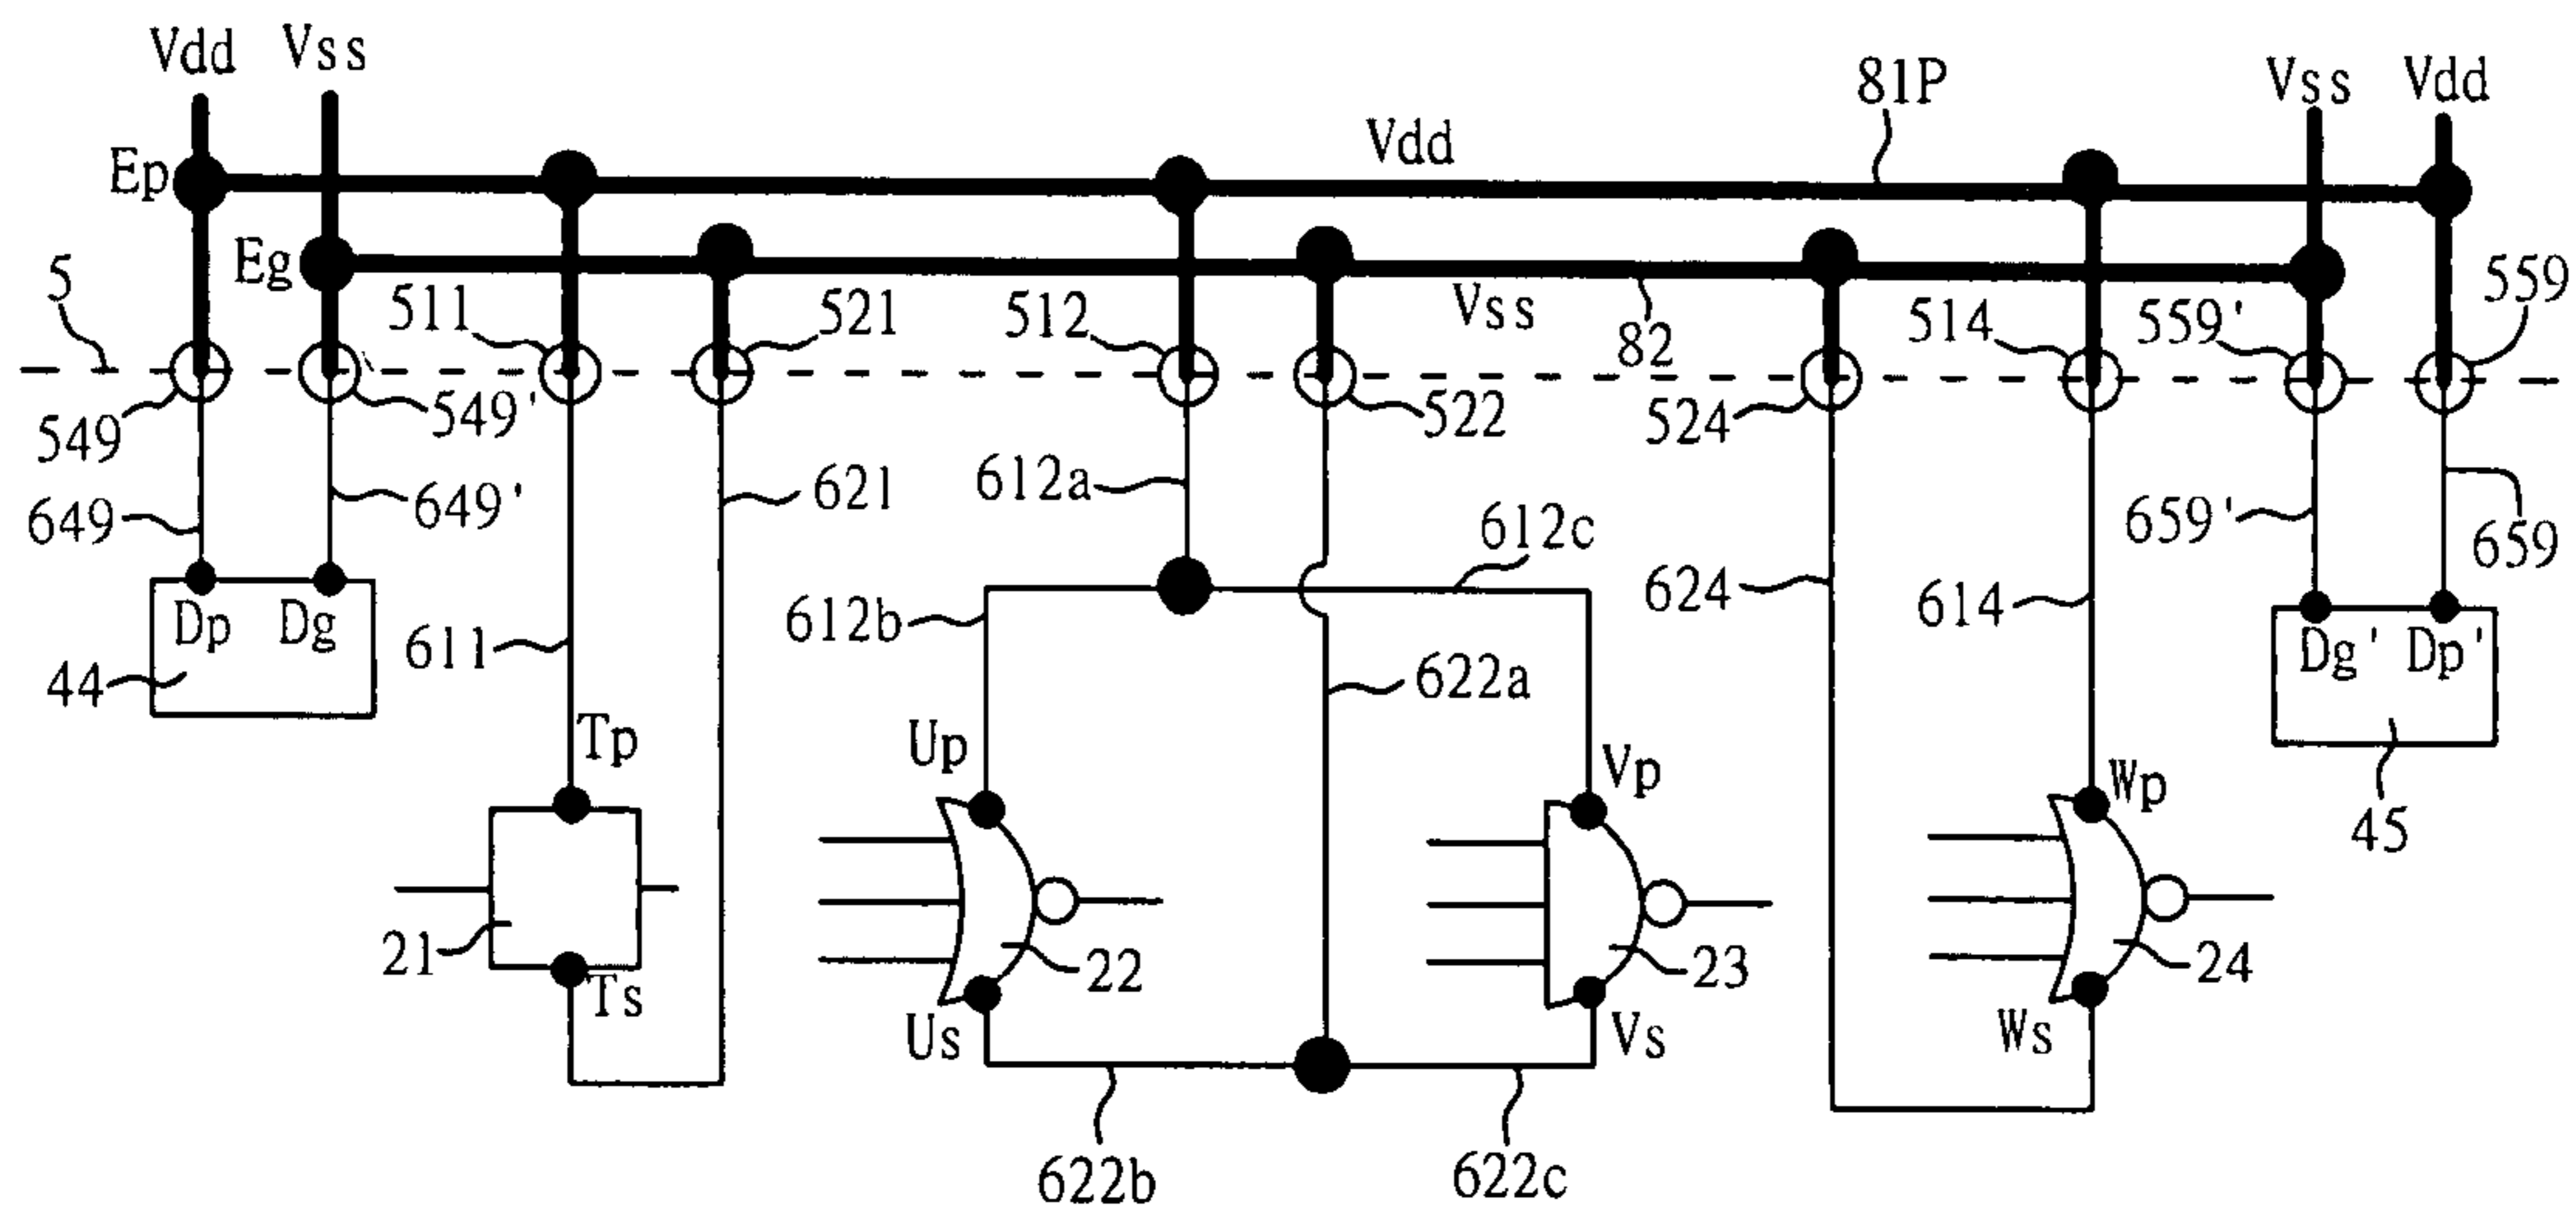 Vdd Vss Vss Vdd
81P
Vdd
Ep
Eg
5
511 521 512 Vss 82 514 559' 559
549 549' 522 524
649 649' 621 612a 612c 659' 659
612b 624 614
Dp Dg 611 622a Dg' Dp'
44
Tp Up Vp Wp
45
21 22 23 24
Ts Us Vs Ws
622b 622c